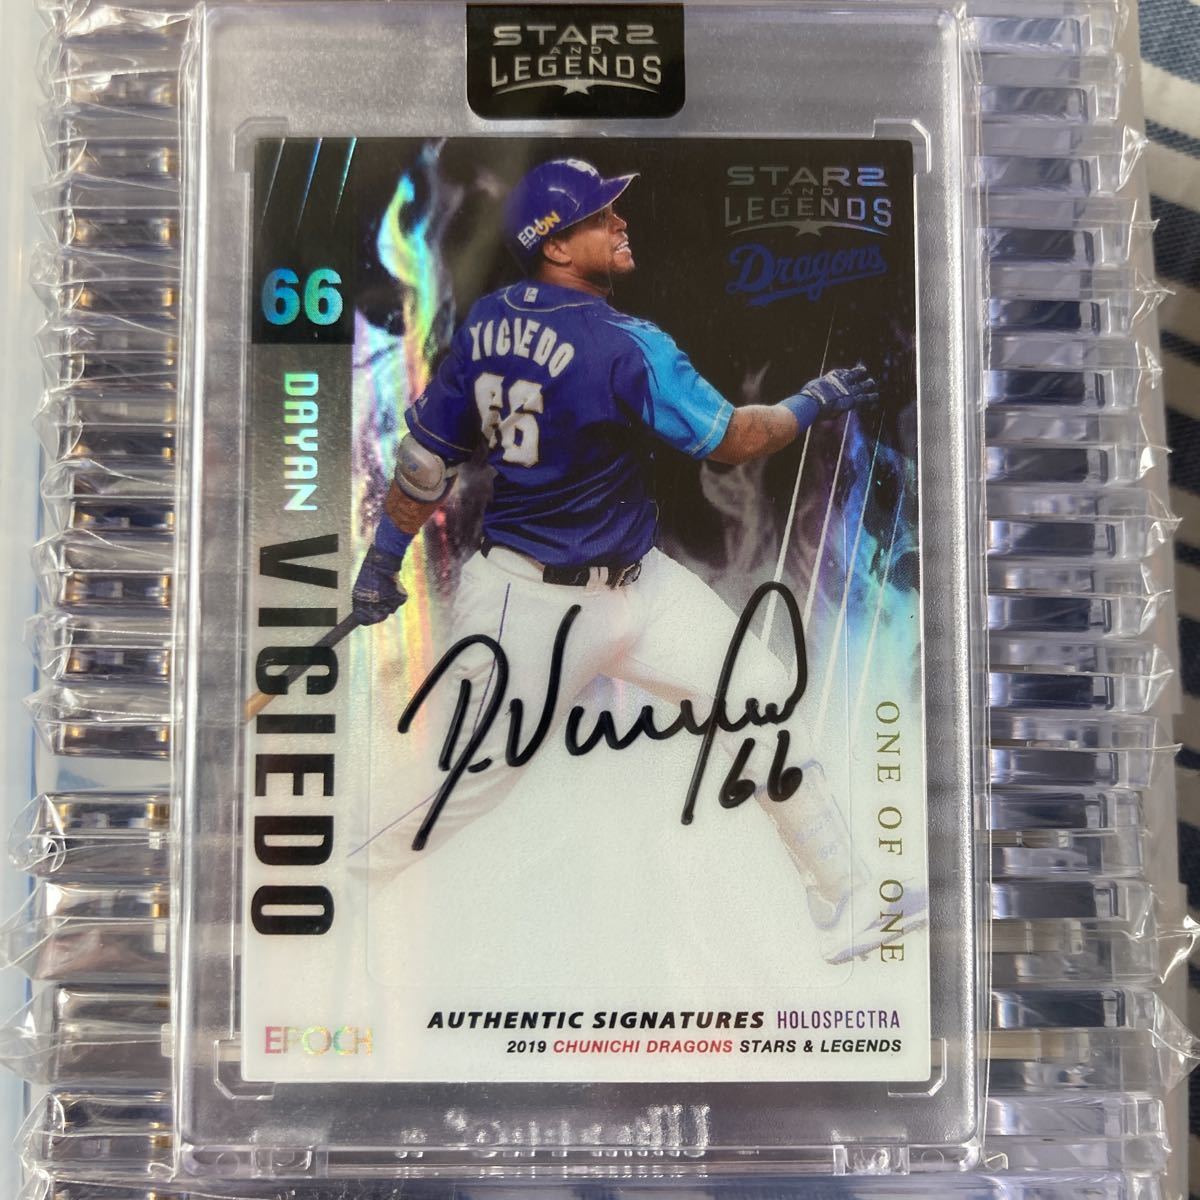 STARS
AND
LEGENDS
STARS
AND
LEGENDS
Dragons
66
DAYAN VICIEDO
VICIEDO
66
D. Viciedo
66
ONE OF ONE
EPOCH
AUTHENTIC SIGNATURES HOLOSPECTRA
2019 CHUNICHI DRAGONS STARS & LEGENDS